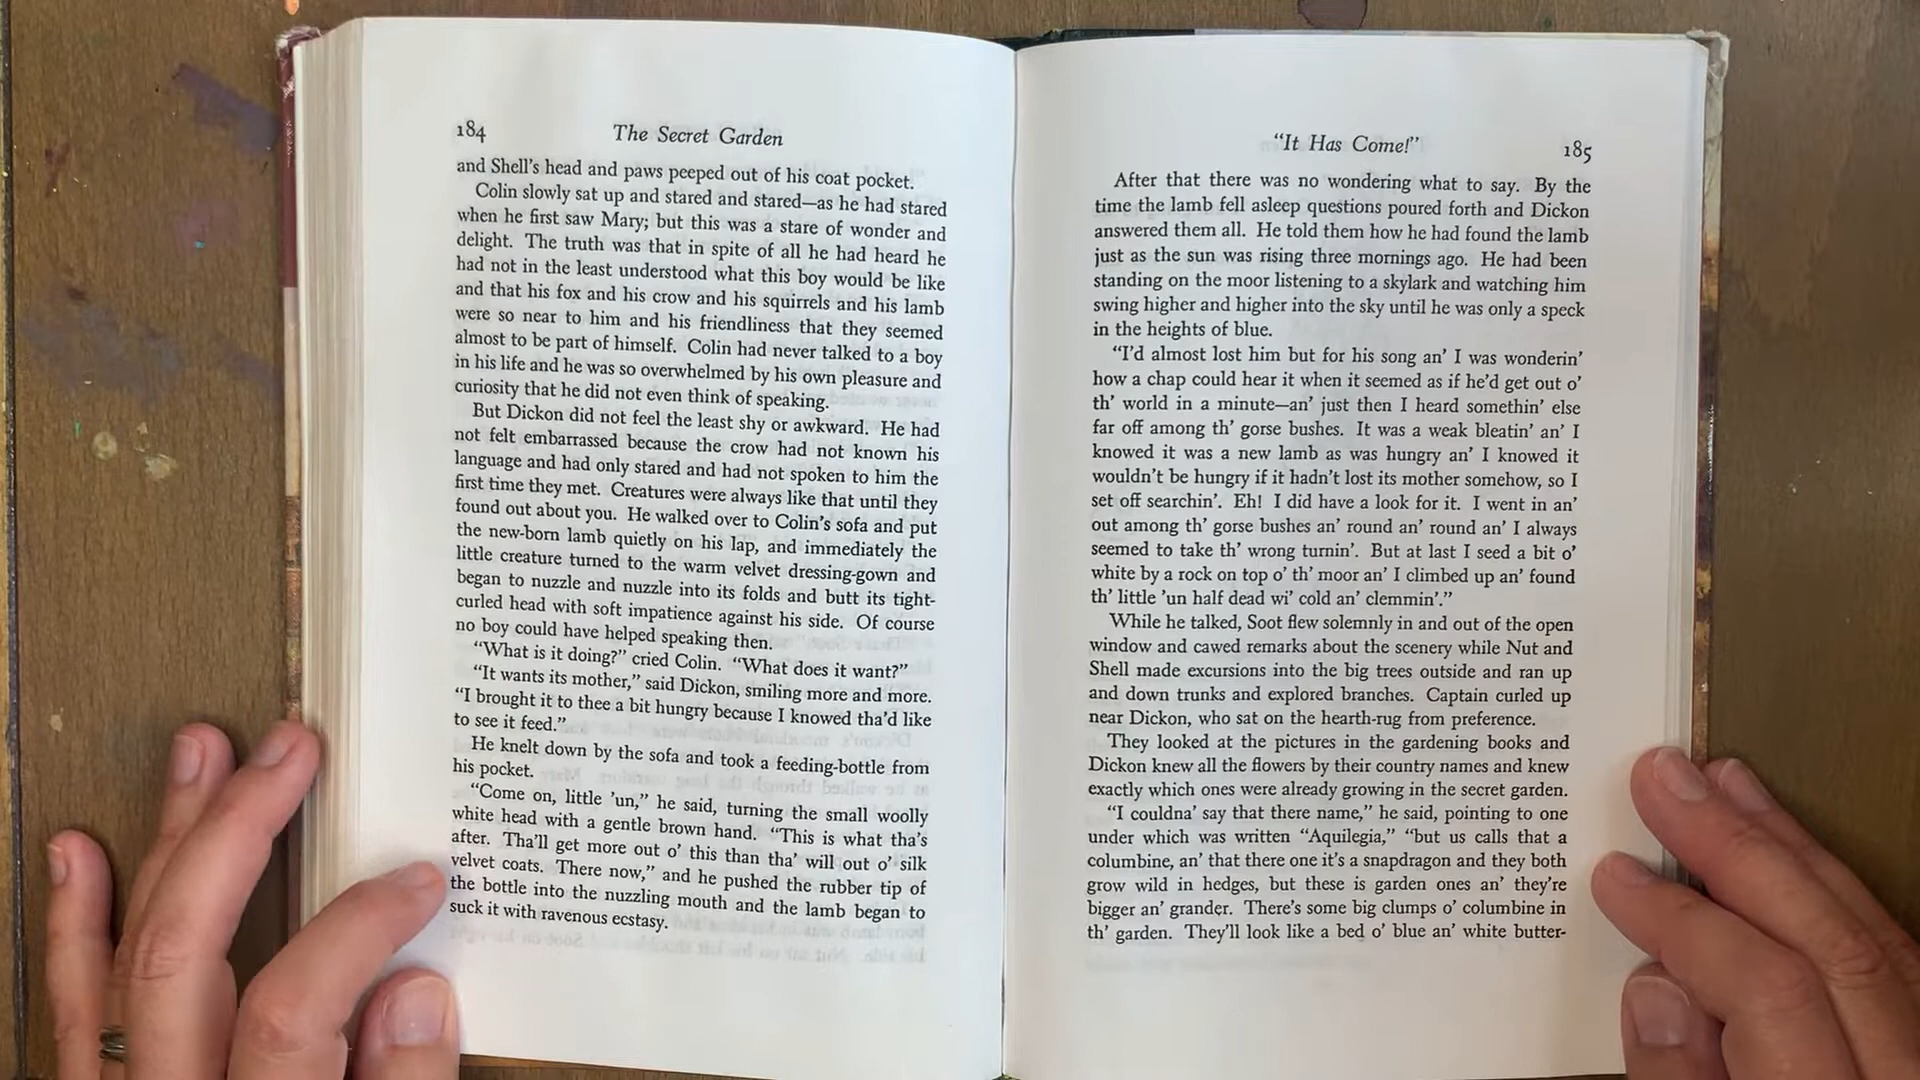 184
The Secret Garden
and Shell's head and paws peeped out of his coat pocket.
Colin slowly sat up and stared and stared—as he had stared
when he first saw Mary; but this was a stare of wonder and
delight. The truth was that in spite of all he had heard he
had not in the least understood what this boy would be like
and that his fox and his crow and his squirrels and his lamb
were so near to him and his friendliness that they seemed
almost to be part of himself. Colin had never talked to a boy
in his life and he was so overwhelmed by his own pleasure and
curiosity that he did not even think of speaking.
But Dickon did not feel the least shy or awkward. He had
not felt embarrassed because the crow had not known his
language and had only stared and had not spoken to him the
first time they met. Creatures were always like that until they
found out about you. He walked over to Colin's sofa and put
the new-born lamb quietly on his lap, and immediately the
little creature turned to the warm velvet dressing-gown and
began to nuzzle and nuzzle into its folds and butt its tight-
curled head with soft impatience against his side. Of course
no boy could have helped speaking then.
“What is it doing?” cried Colin. “What does it want?”
“It wants its mother,” said Dickon, smiling more and more.
“I brought it to thee a bit hungry because I knowed tha'd like
to see it feed.”
He knelt down by the sofa and took a feeding-bottle from
his pocket.
“Come on, little 'un,” he said, turning the small woolly
white head with a gentle brown hand. “This is what tha's
after. Tha'll get more out o' this than tha' will out o' silk
velvet coats. There now,” and he pushed the rubber tip of
the bottle into the nuzzling mouth and the lamb began to
suck it with ravenous ecstasy.
“It Has Come!”
185
After that there was no wondering what to say. By the
time the lamb fell asleep questions poured forth and Dickon
answered them all. He told them how he had found the lamb
just as the sun was rising three mornings ago. He had been
standing on the moor listening to a skylark and watching him
swing higher and higher into the sky until he was only a speck
in the heights of blue.
“I'd almost lost him but for his song an' I was wonderin'
how a chap could hear it when it seemed as if he'd get out o'
th' world in a minute—an' just then I heard somethin' else
far off among th' gorse bushes. It was a weak bleatin' an' I
knowed it was a new lamb as was hungry an' I knowed it
wouldn't be hungry if it hadn't lost its mother somehow, so I
set off searchin'. Eh! I did have a look for it. I went in an'
out among th' gorse bushes an' round an' round an' I always
seemed to take th' wrong turnin'. But at last I seed a bit o'
white by a rock on top o' th' moor an' I climbed up an' found
th' little 'un half dead wi' cold an' clemmin'.”
While he talked, Soot flew solemnly in and out of the open
window and cawed remarks about the scenery while Nut and
Shell made excursions into the big trees outside and ran up
and down trunks and explored branches. Captain curled up
near Dickon, who sat on the hearth-rug from preference.
They looked at the pictures in the gardening books and
Dickon knew all the flowers by their country names and knew
exactly which ones were already growing in the secret garden.
“I couldna' say that there name,” he said, pointing to one
under which was written “Aquilegia,” “but us calls that a
columbine, an' that there one it's a snapdragon and they both
grow wild in hedges, but these is garden ones an' they're
bigger an' grander. There's some big clumps o' columbine in
th' garden. They'll look like a bed o' blue an' white butter-